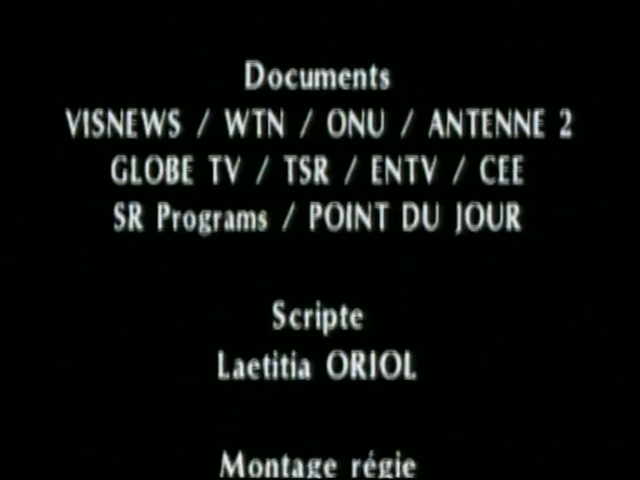 Documents
VISNEWS / WTN / ONU / ANTENNE 2
GLOBE TV / TSR / ENTV / CEE
SR Programs / POINT DU JOUR
Scripte
Laetitia ORIOL
Montage régie